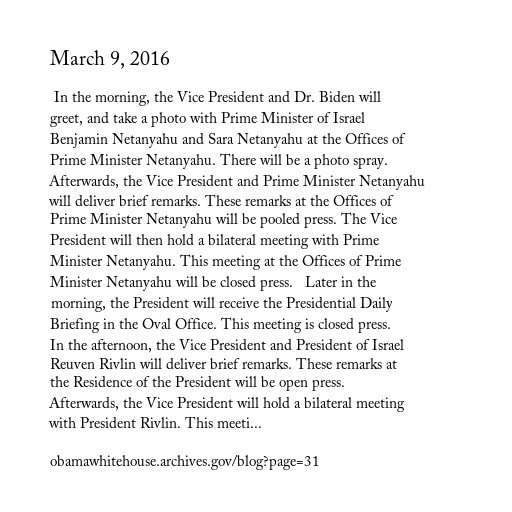 March 9, 2016
In the morning, the Vice President and Dr. Biden will
greet, and take a photo with Prime Minister of Israel
Benjamin Netanyahu and Sara Netanyahu at the Offices of
Prime Minister Netanyahu. There will be a photo spray.
Afterwards, the Vice President and Prime Minister Netanyahu
will deliver brief remarks. These remarks at the Offices of
Prime Minister Netanyahu will be pooled press. The Vice
President will then hold a bilateral meeting with Prime
Minister Netanyahu. This meeting at the Offices of Prime
Minister Netanyahu will be closed press.   Later in the
morning, the President will receive the Presidential Daily
Briefing in the Oval Office. This meeting is closed press.
In the afternoon, the Vice President and President of Israel
Reuven Rivlin will deliver brief remarks. These remarks at
the Residence of the President will be open press.
Afterwards, the Vice President will hold a bilateral meeting
with President Rivlin. This meeti...
obamawhitehouse.archives.gov/blog?page=31